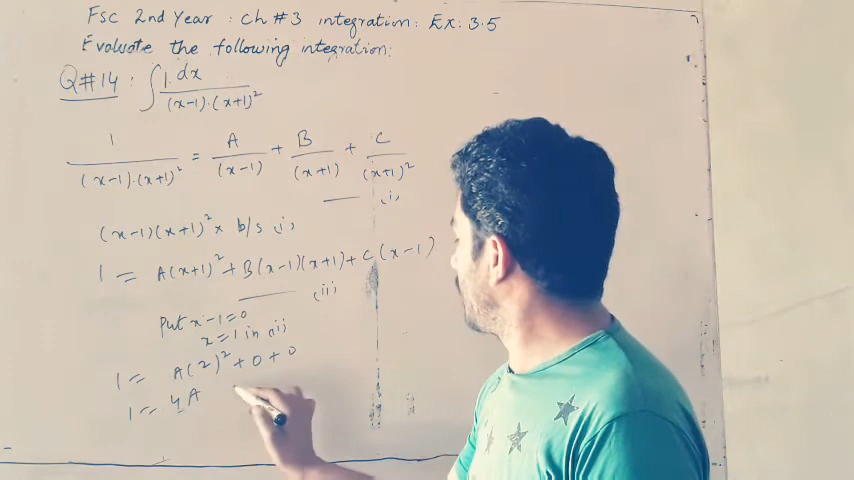 Fsc 2nd Year : Ch #3 integration: Ex: 3.5
Evaluate the following integration:
Q#14 : ∫ 1.dx / (x-1).(x+1)²
1 / (x-1).(x+1)² = A / (x-1) + B / (x+1) + C / (x+1)²
—— (i)
(x-1)(x+1)² × b/s (i)
1 = A(x+1)² + B(x-1)(x+1) + C(x-1)
—— (ii)
Put x-1=0
x=1 in (ii)
1 = A(2)² + 0 + 0
1 = 4A